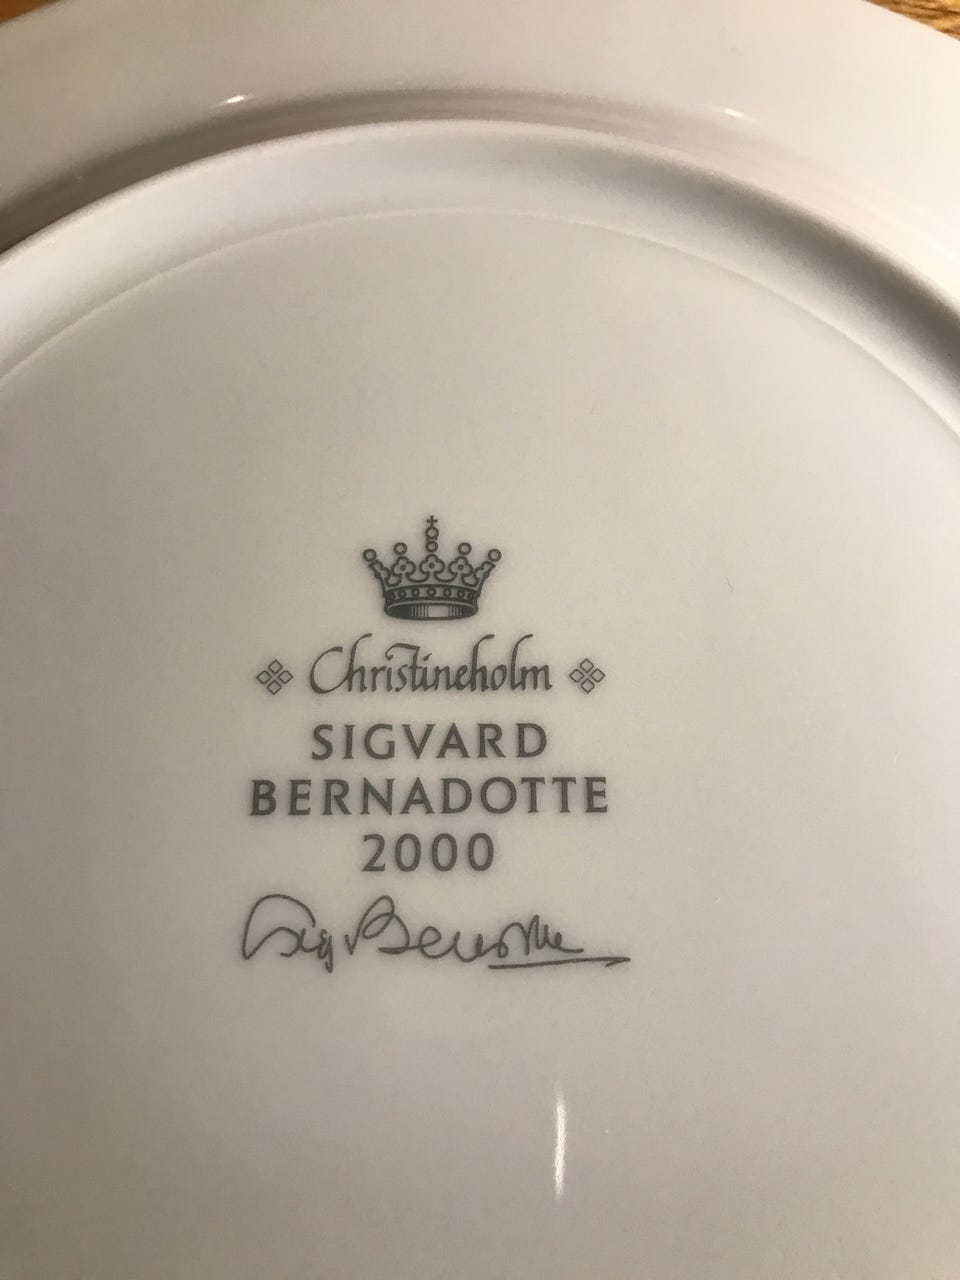 Christineholm
SIGVARD
BERNADOTTE
2000